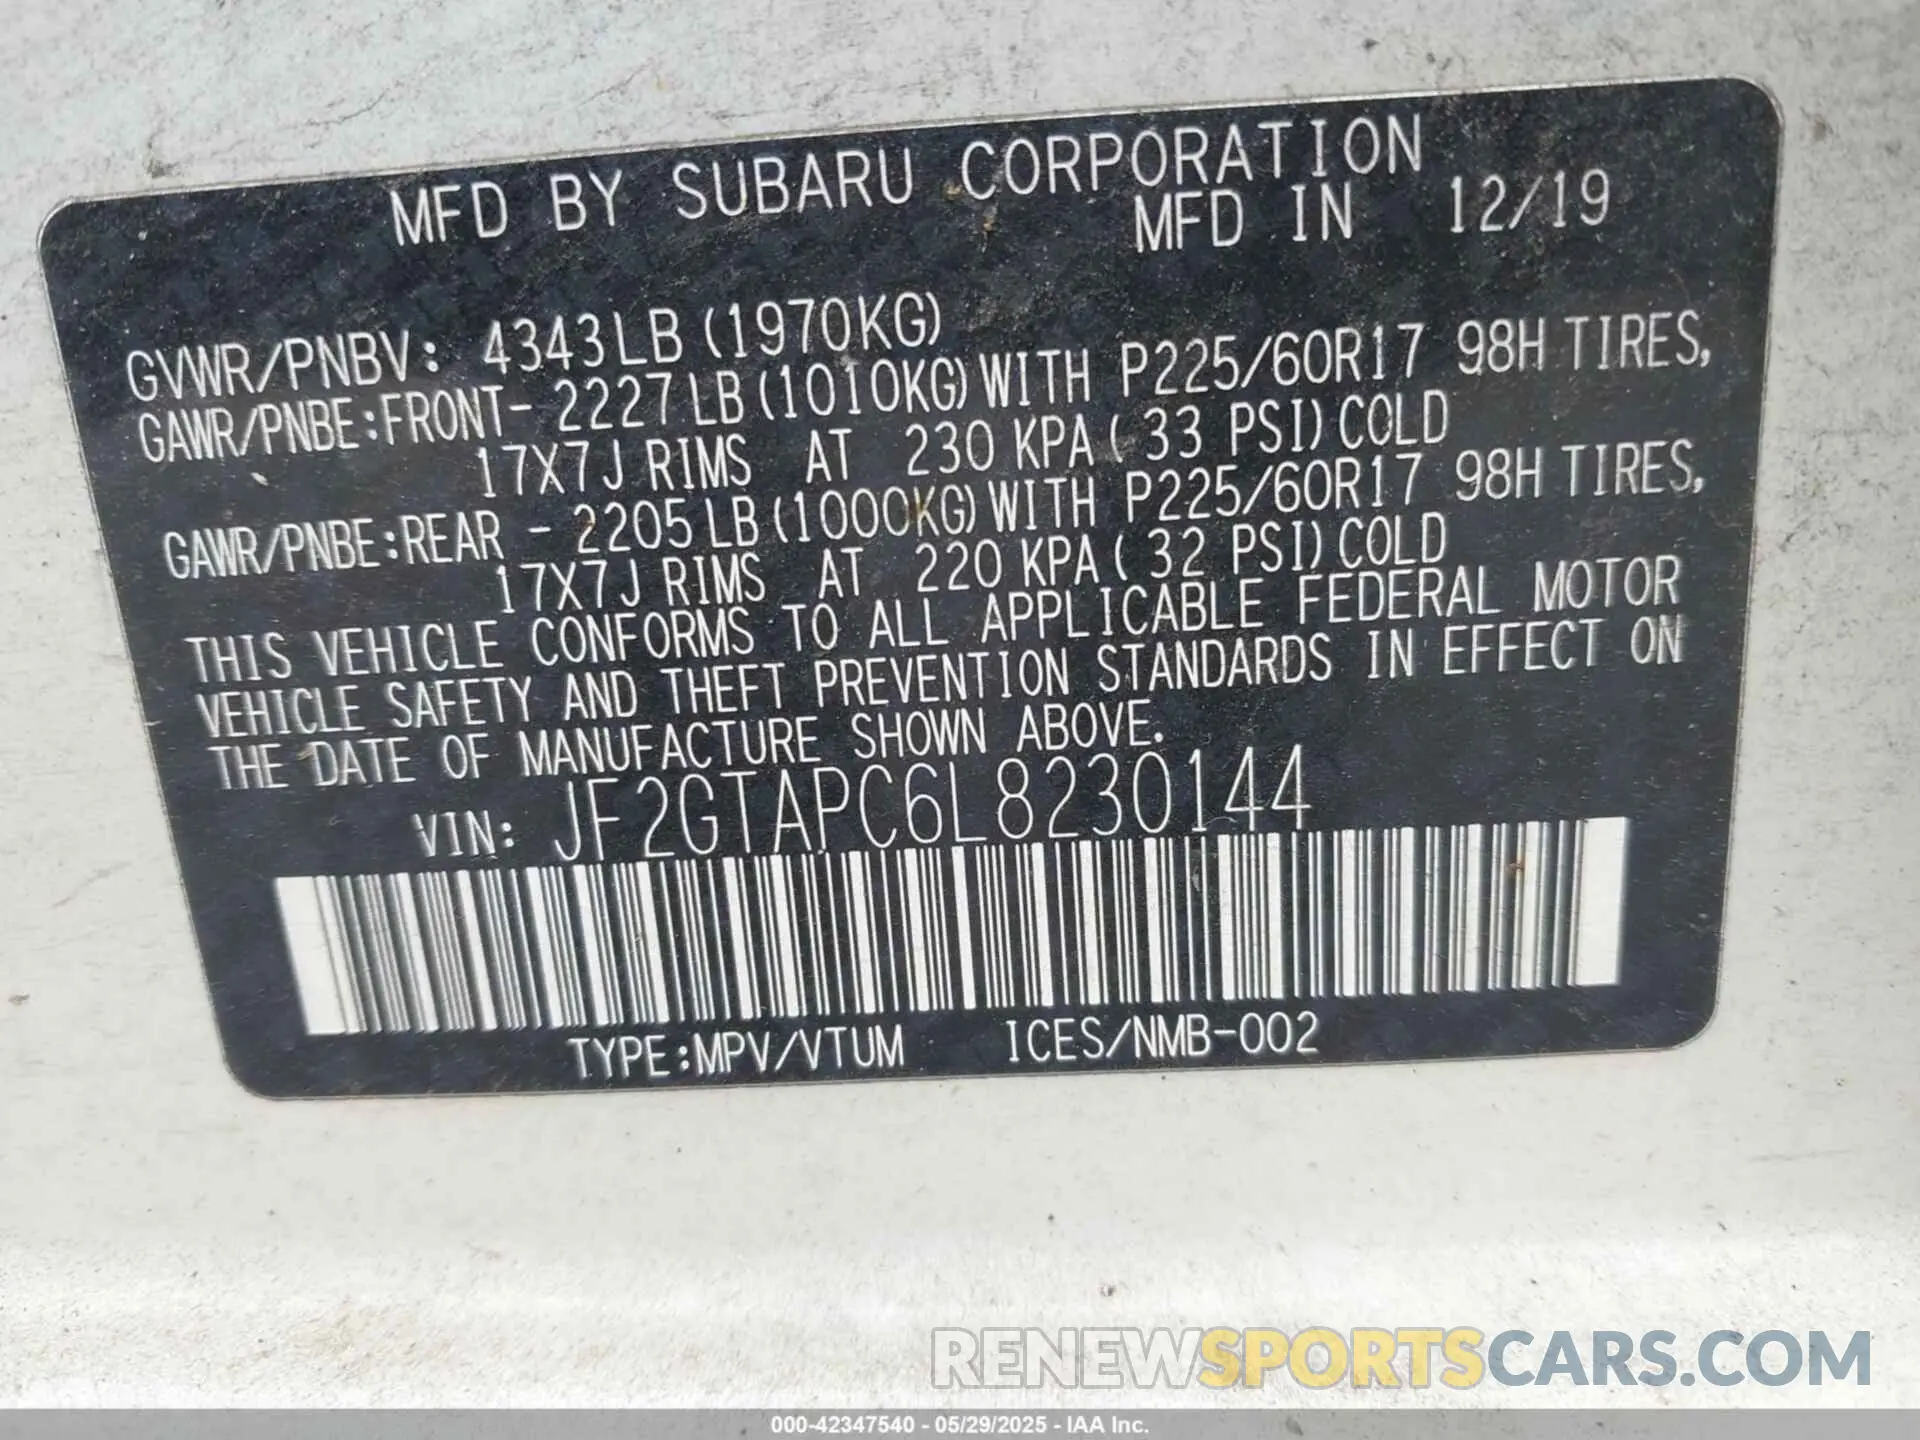 MFD BY SUBARU CORPORATION
MFD IN 12/19
GVWR/PNBV: 4343LB (1970KG)
GAWR/PNBE:FRONT- 2227LB (1010KG) WITH P225/60R17 98H TIRES,
17X7J RIMS AT 230 KPA ( 33 PSI) COLD
GAWR/PNBE:REAR - 2205LB (1000KG) WITH P225/60R17 98H TIRES,
17X7J RIMS AT 220 KPA ( 32 PSI) COLD
THIS VEHICLE CONFORMS TO ALL APPLICABLE FEDERAL MOTOR
VEHICLE SAFETY AND THEFT PREVENTION STANDARDS IN EFFECT ON
THE DATE OF MANUFACTURE SHOWN ABOVE.
VIN: JF2GTAPC6L8230144
TYPE:MPV/VTUM ICES/NMB-002
RENEWSPORTSCARS.COM
000-42347540 - 05/29/2025 - IAA Inc.